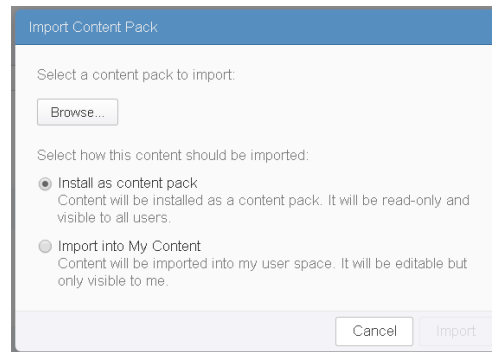 Import Content Pack
Select a content pack to import:
Browse...
Select how this content should be imported:
Install as content pack
Content will be installed as a content pack. It will be read-only and
visible to all users.
Import into My Content
Content will be imported into my user space. It will be editable but
only visible to me.
Cancel Import